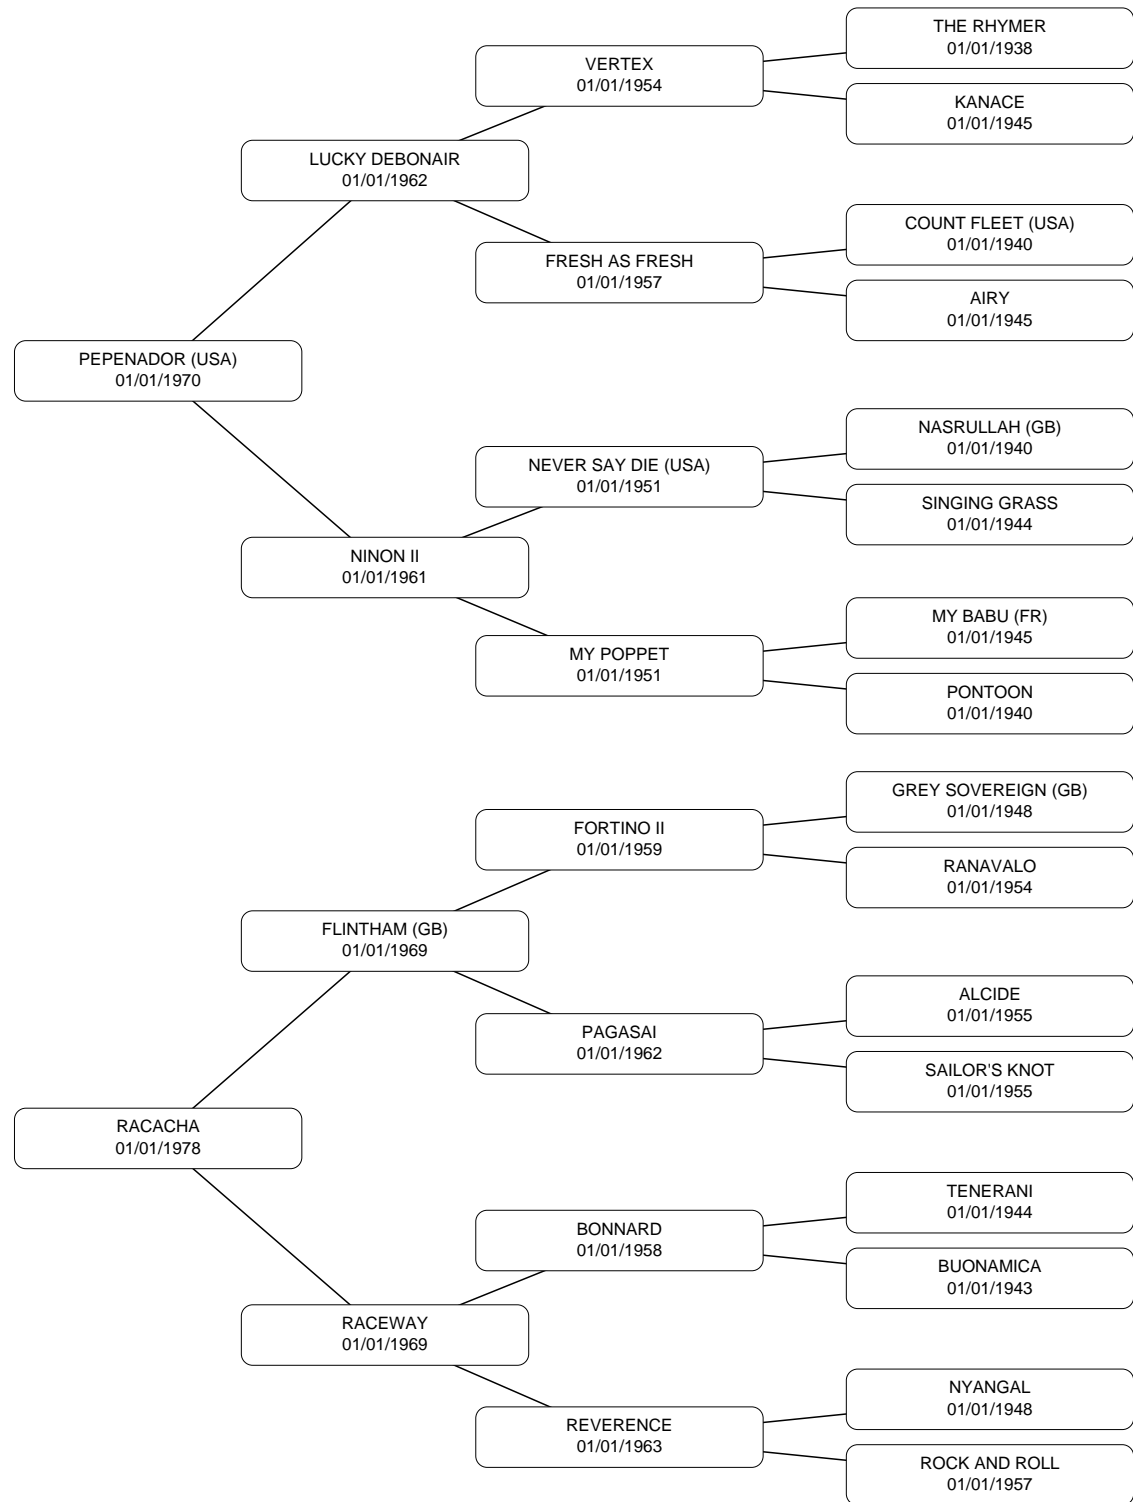 THE RHYMER
01/01/1938
VERTEX
01/01/1954
KANACE
01/01/1945
LUCKY DEBONAIR
01/01/1962
COUNT FLEET (USA)
01/01/1940
FRESH AS FRESH
01/01/1957
AIRY
01/01/1945
PEPENADOR (USA)
01/01/1970
NASRULLAH (GB)
01/01/1940
NEVER SAY DIE (USA)
01/01/1951
SINGING GRASS
01/01/1944
NINON II
01/01/1961
MY BABU (FR)
01/01/1945
MY POPPET
01/01/1951
PONTOON
01/01/1940
GREY SOVEREIGN (GB)
01/01/1948
FORTINO II
01/01/1959
RANAVALO
01/01/1954
FLINTHAM (GB)
01/01/1969
ALCIDE
01/01/1955
PAGASAI
01/01/1962
SAILOR'S KNOT
01/01/1955
RACACHA
01/01/1978
TENERANI
01/01/1944
BONNARD
01/01/1958
BUONAMICA
01/01/1943
RACEWAY
01/01/1969
NYANGAL
01/01/1948
REVERENCE
01/01/1963
ROCK AND ROLL
01/01/1957